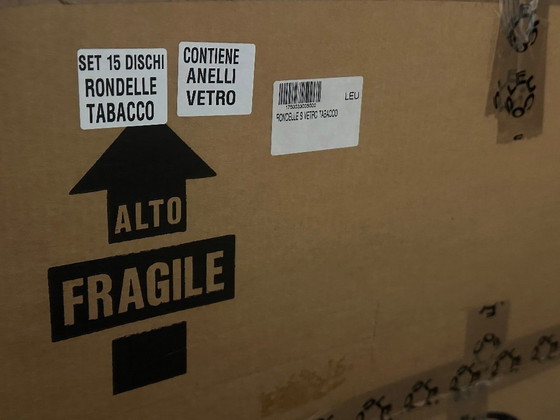 SET 15 DISCHI
RONDELLE
TABACCO
CONTIENE
ANELLI
VETRO
LEU
RONDELLE S VETRO TABACCO
ALTO
FRAGILE